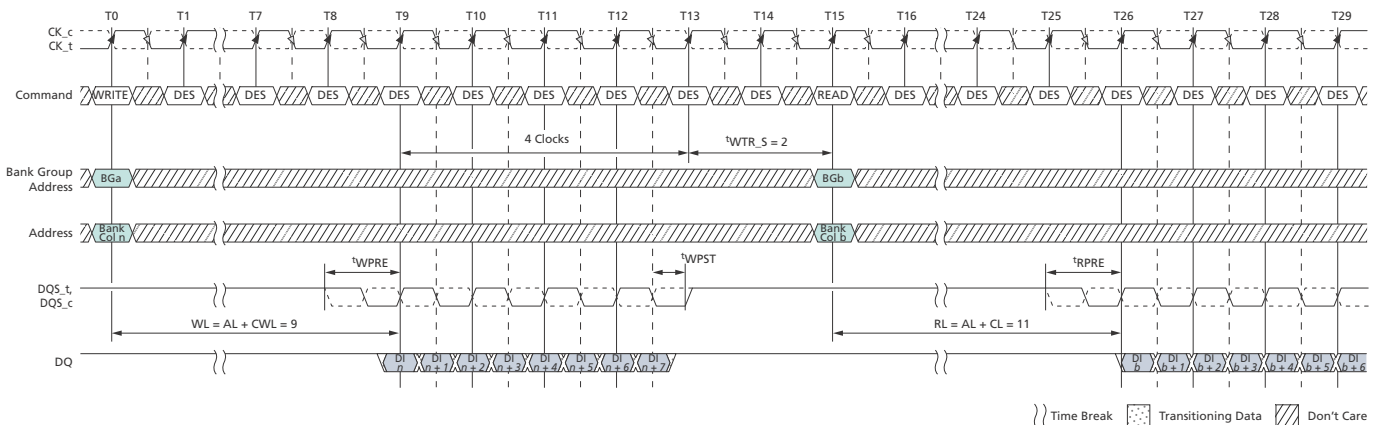 T0 T1 T7 T8 T9 T10 T11 T12 T13 T14 T15 T16 T24 T25 T26 T27 T28 T29
CK_c
CK_t
Command WRITE DES DES DES DES DES DES DES DES DES READ DES DES DES DES DES DES DES
4 Clocks tWTR_S = 2
Bank Group
Address
BGa BGb
Address
Bank
Col n
Bank
Col b
tWPRE tWPST tRPRE
DQS_t,
DQS_c
WL = AL + CWL = 9 RL = AL + CL = 11
DQ
DI DI DI DI DI DI DI DI DI DI DI DI DI DI DI
n n + 1 n + 2 n + 3 n + 4 n + 5 n + 6 n + 7 b b + 1 b + 2 b + 3 b + 4 b + 5 b + 6
Time Break Transitioning Data Don't Care